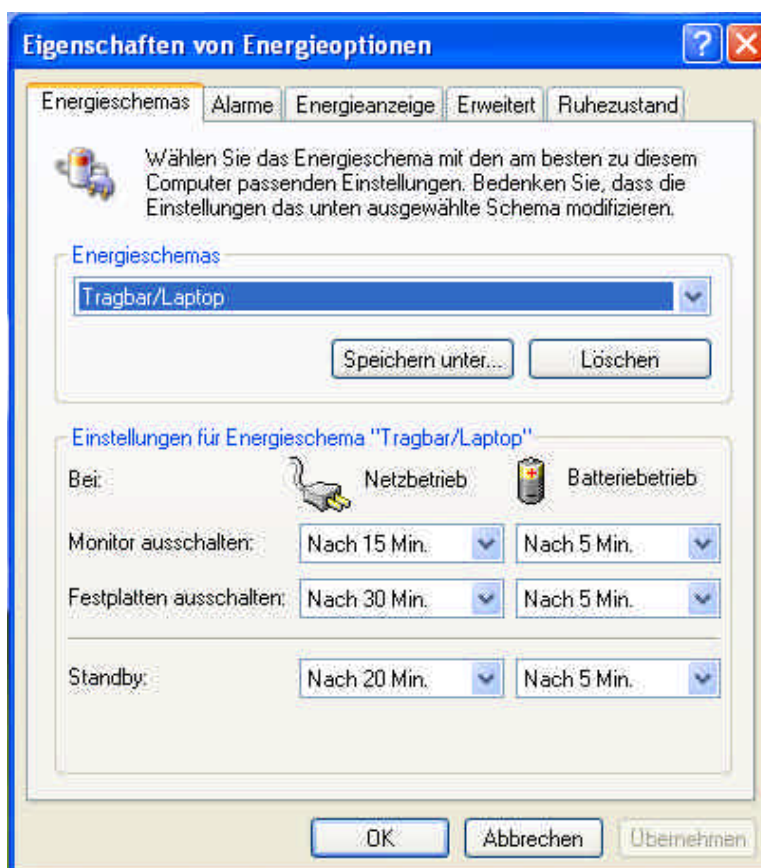 Eigenschaften von Energieoptionen
Energieschemas Alarme Energieanzeige Erweitert Ruhezustand
Wählen Sie das Energieschema mit den am besten zu diesem
Computer passenden Einstellungen. Bedenken Sie, dass die
Einstellungen das unten ausgewählte Schema modifizieren.
Energieschemas
Tragbar/Laptop
Speichern unter... Löschen
Einstellungen für Energieschema "Tragbar/Laptop"
Bei: Netzbetrieb Batteriebetrieb
Monitor ausschalten: Nach 15 Min. Nach 5 Min.
Festplatten ausschalten: Nach 30 Min. Nach 5 Min.
Standby: Nach 20 Min. Nach 5 Min.
OK Abbrechen Übernehmen